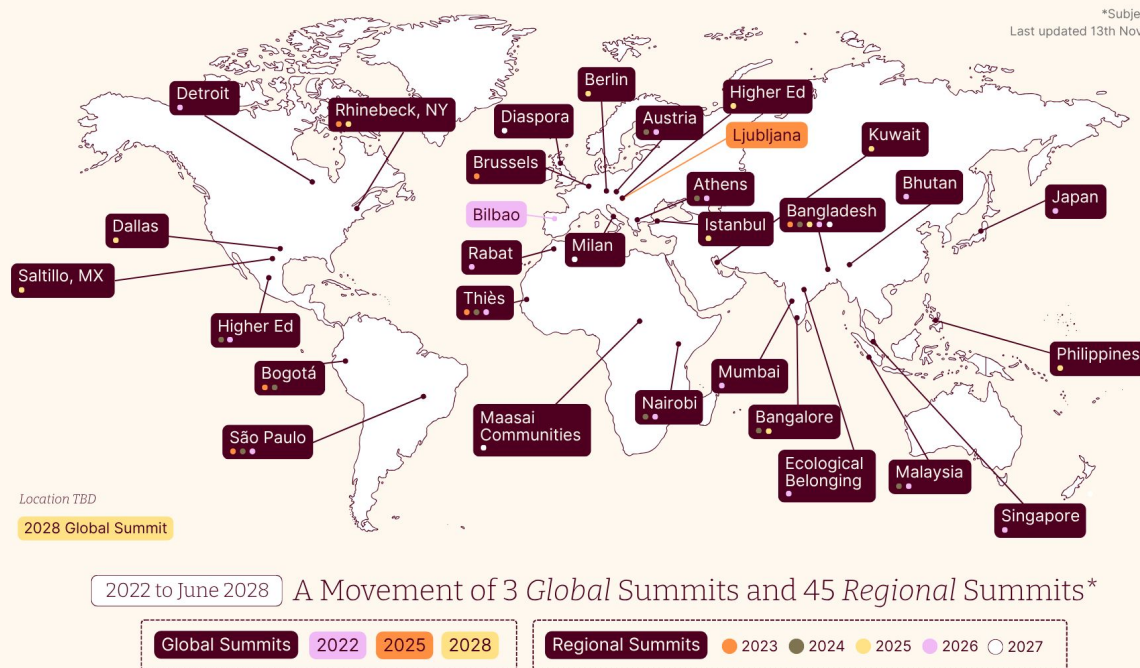 *Subje
Last updated 13th Nov
Detroit
Rhinebeck, NY
Diaspora
Berlin
Higher Ed
Austria
Ljubljana
Kuwait
Brussels
Athens
Bhutan
Japan
Dallas
Bilbao
Istanbul
Bangladesh
Rabat
Milan
Saltillo, MX
Thiès
Higher Ed
Philippines
Bogotá
Mumbai
Nairobi
Maasai
Communities
Bangalore
São Paulo
Ecological
Belonging
Malaysia
Singapore
Location TBD
2028 Global Summit
2022 to June 2028 A Movement of 3 Global Summits and 45 Regional Summits*
Global Summits 2022 2025 2028 Regional Summits 2023 2024 2025 2026 2027